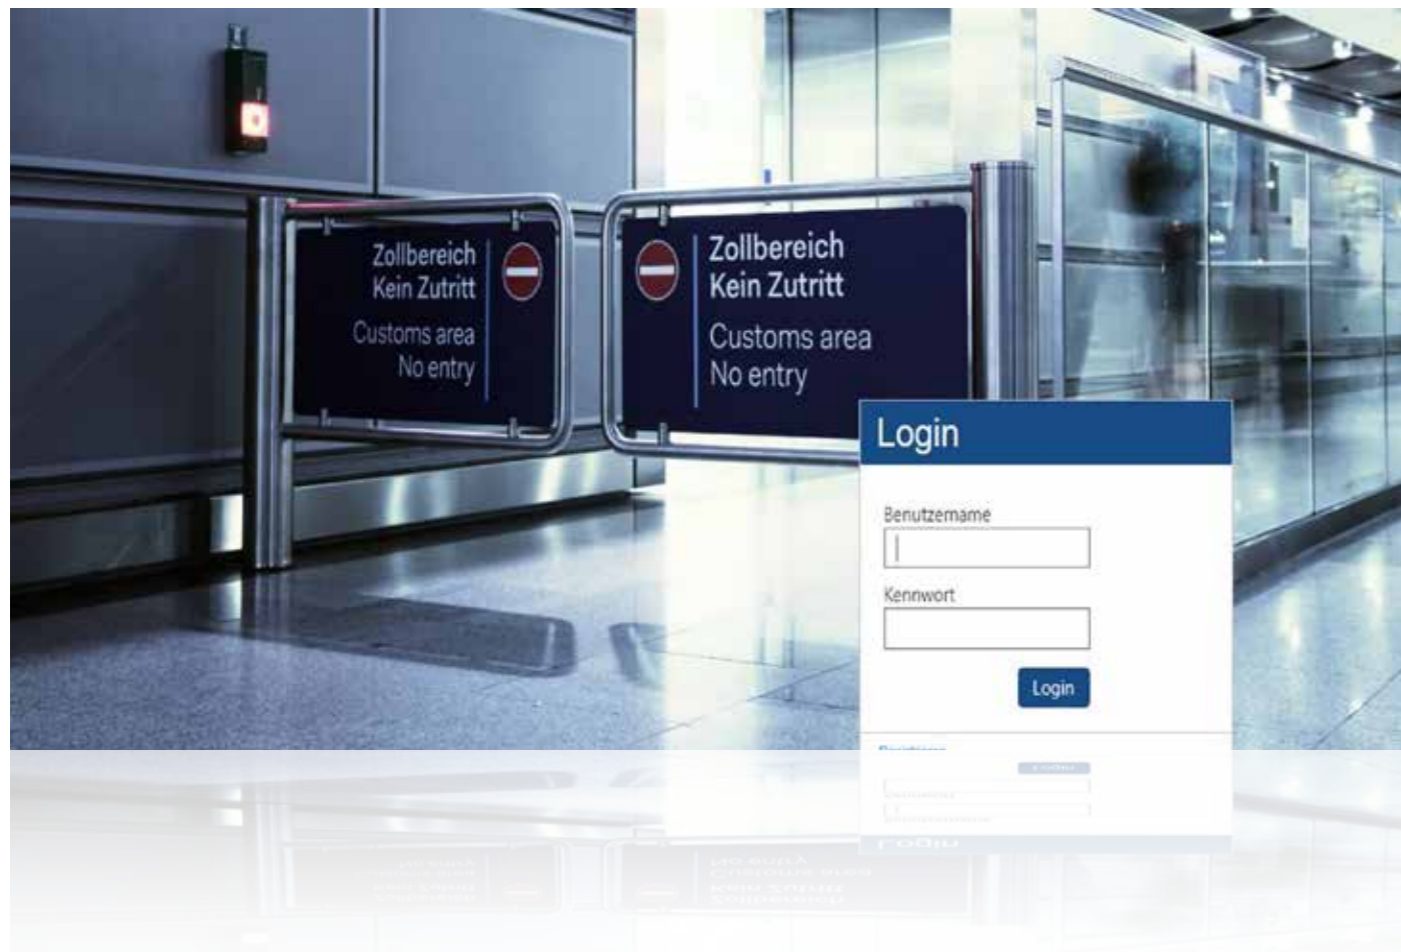 Zollbereich
Kein Zutritt
Customs area
No entry
Zollbereich
Kein Zutritt
Customs area
No entry
Login
Benutzername
Kennwort
Login